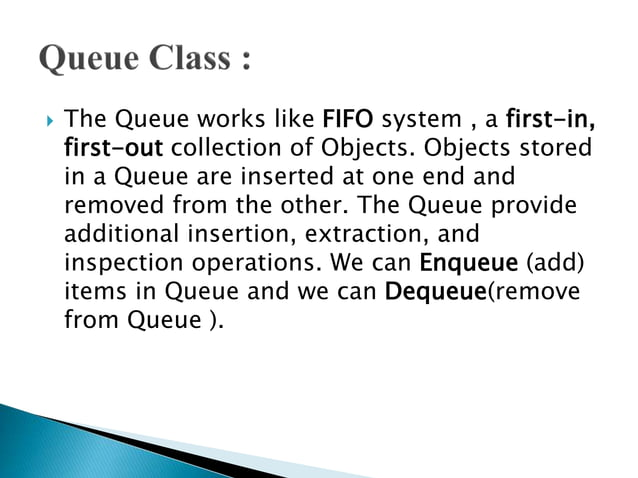 Queue Class :
The Queue works like FIFO system , a first-in,
first-out collection of Objects. Objects stored
in a Queue are inserted at one end and
removed from the other. The Queue provide
additional insertion, extraction, and
inspection operations. We can Enqueue (add)
items in Queue and we can Dequeue(remove
from Queue ).